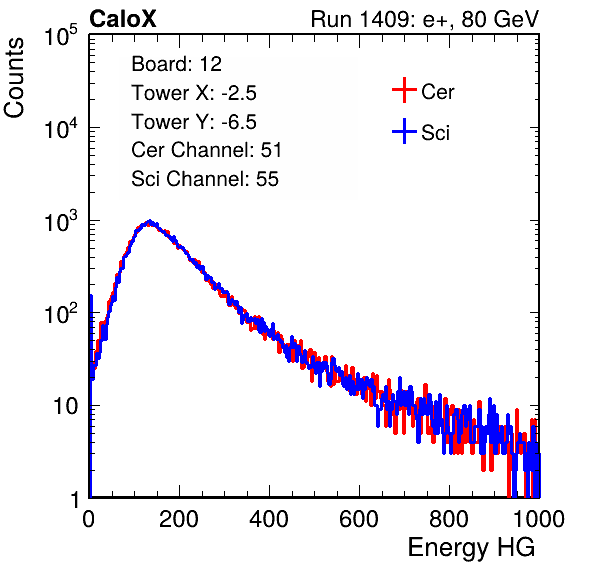 CaloX Run 1409: e+, 80 GeV
Counts
10^5
10^4
10^3
10^2
10
1
Board: 12
Tower X: -2.5
Tower Y: -6.5
Cer Channel: 51
Sci Channel: 55
Cer
Sci
0 200 400 600 800 1000
Energy HG